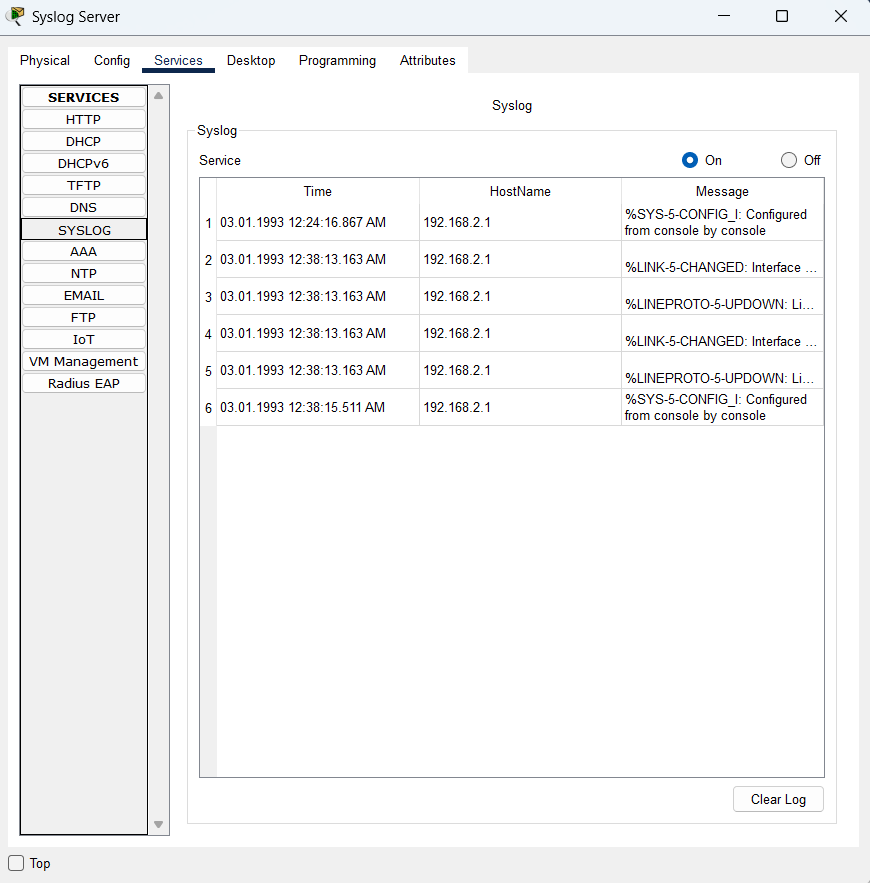 Syslog Server
Physical Config Services Desktop Programming Attributes
SERVICES
HTTP
DHCP
DHCPv6
TFTP
DNS
SYSLOG
AAA
NTP
EMAIL
FTP
IoT
VM Management
Radius EAP
Syslog
Syslog
Service On Off
Time HostName Message
1 03.01.1993 12:24:16.867 AM 192.168.2.1 %SYS-5-CONFIG_I: Configured
from console by console
2 03.01.1993 12:38:13.163 AM 192.168.2.1 %LINK-5-CHANGED: Interface ...
3 03.01.1993 12:38:13.163 AM 192.168.2.1 %LINEPROTO-5-UPDOWN: Li...
4 03.01.1993 12:38:13.163 AM 192.168.2.1 %LINK-5-CHANGED: Interface ...
5 03.01.1993 12:38:13.163 AM 192.168.2.1 %LINEPROTO-5-UPDOWN: Li...
6 03.01.1993 12:38:15.511 AM 192.168.2.1 %SYS-5-CONFIG_I: Configured
from console by console
Clear Log
Top